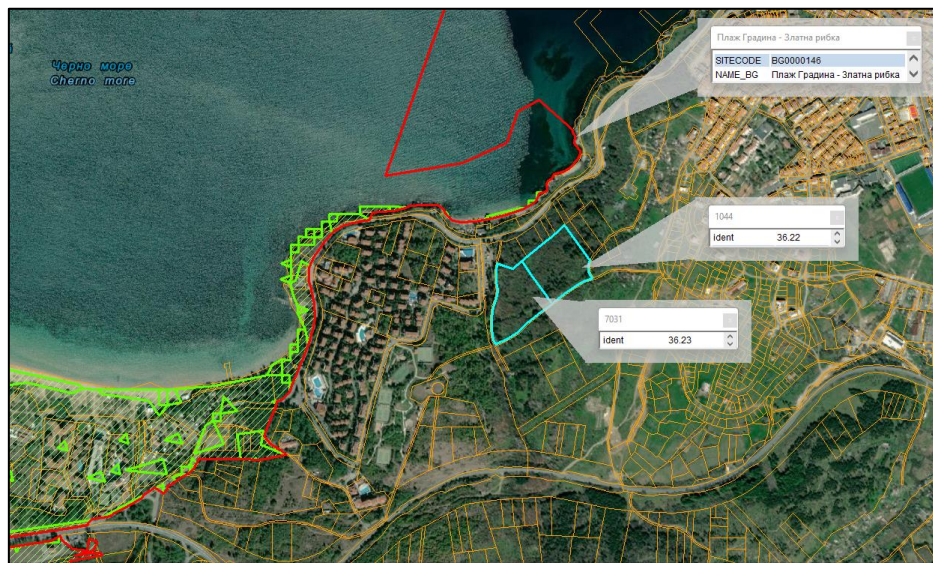 Черно море
Cherno more
Плаж Градина - Златна рибка
SITECODE BG0000146
NAME_BG Плаж Градина - Златна рибка
1044
ident 36.22
7031
ident 36.23